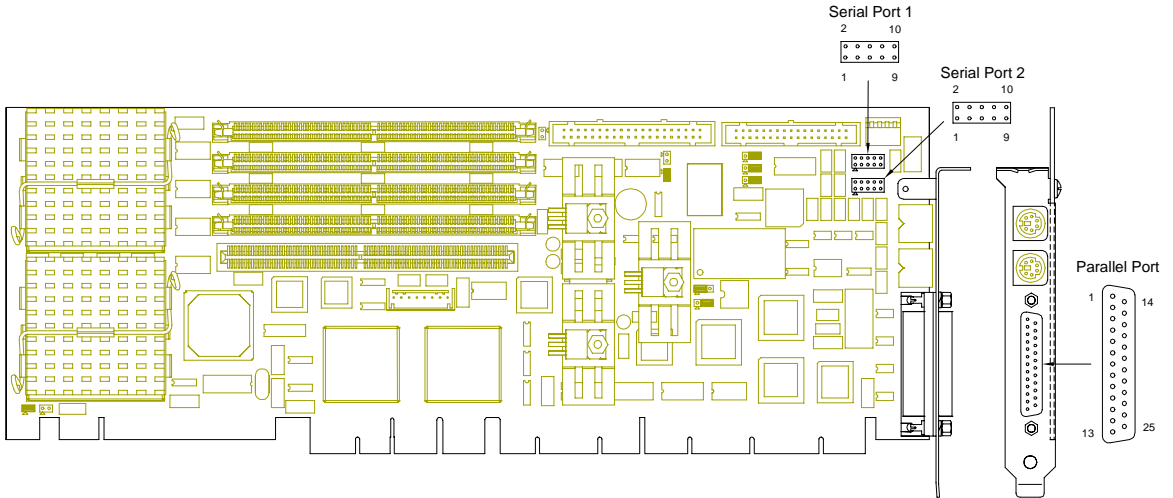 Serial Port 1
2 10
1 9
Serial Port 2
2 10
1 9
Parallel Port
1 14
13 25